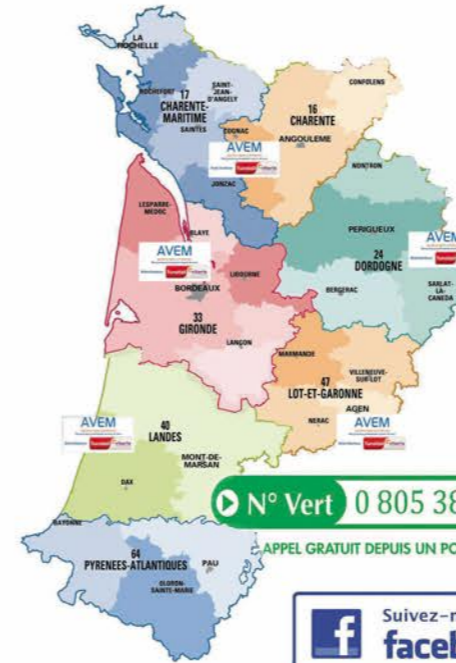 LA
ROCHELLE
ROCHEFORT
17
CHARENTE-
MARITIME
SAINT-
JEAN-
D'ANGELY
SAINTES
JONZAC
CONFOLENS
16
CHARENTE
COGNAC
ANGOULEME
AVEM
NONTRON
PERIGUEUX
24
DORDOGNE
BERGERAC
SARLAT-
LA-
CANEDA
AVEM
LESPARRE-
MEDOC
BLAYE
AVEM
LIBOURNE
BORDEAUX
33
GIRONDE
LANGON
MARMANDE
47
LOT-ET-GARONNE
VILLENEUVE-
SUR-LOT
NERAC
AGEN
AVEM
AVEM
40
LANDES
MONT-DE-
MARSAN
DAX
N° Vert 0 805 38
APPEL GRATUIT DEPUIS UN PO
BAYONNE
64
PYRENEES-ATLANTIQUES
PAU
OLORON-
SAINTE-MARIE
Suivez-n
faceb